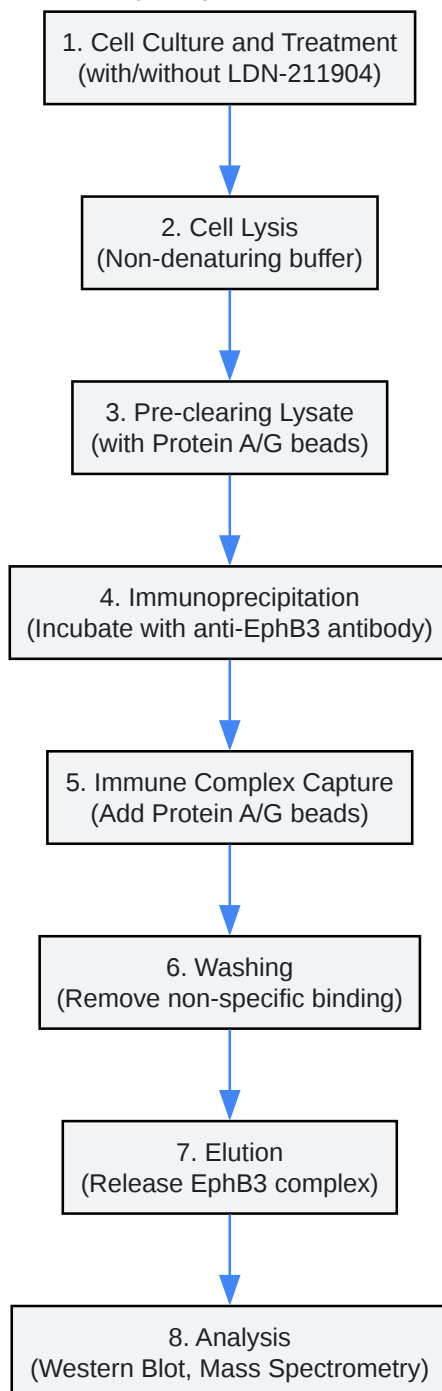 1. Cell Culture and Treatment
(with/without LDN-211904)
2. Cell Lysis
(Non-denaturing buffer)
3. Pre-clearing Lysate
(with Protein A/G beads)
4. Immunoprecipitation
(Incubate with anti-EphB3 antibody)
5. Immune Complex Capture
(Add Protein A/G beads)
6. Washing
(Remove non-specific binding)
7. Elution
(Release EphB3 complex)
8. Analysis
(Western Blot, Mass Spectrometry)